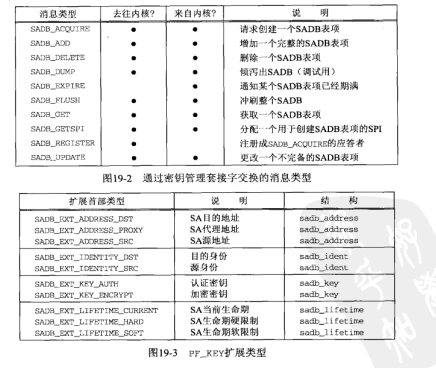 消息类型 去往内核? 来自内核? 说 明
SADB_ACQUIRE • • 请求创建一个SADB表项
SADB_ADD • • 增加一个完整的SADB表项
SADB_DELETE • • 删除一个SADB表项
SADB_DUMP • • 倾泻出SADB（调试用）
SADB_EXPIRE • 通知某个SADB表项已经期满
SADB_FLUSH • • 冲刷整个SADB
SADB_GET • • 获取一个SADB表项
SADB_GETSPI • • 分配一个用于创建SADB表项的SPI
SADB_REGISTER • 注册成SADB_ACQUIRE的应答者
SADB_UPDATE • • 更改一个不完备的SADB表项
图19-2 通过密钥管理套接字交换的消息类型
扩展首部类型 说 明 结 构
SADB_EXT_ADDRESS_DST SA目的地址 sadb_address
SADB_EXT_ADDRESS_PROXY SA代理地址 sadb_address
SADB_EXT_ADDRESS_SRC SA源地址 sadb_address
SADB_EXT_IDENTITY_DST 目的身份 sadb_ident
SADB_EXT_IDENTITY_SRC 源身份 sadb_ident
SADB_EXT_KEY_AUTH 认证密钥 sadb_key
SADB_EXT_KEY_ENCRYPT 加密密钥 sadb_key
SADB_EXT_LIFETIME_CURRENT SA当前生命期 sadb_lifetime
SADB_EXT_LIFETIME_HARD SA生命期硬限制 sadb_lifetime
SADB_EXT_LIFETIME_SOFT SA生命期软限制 sadb_lifetime
图19-3 PF_KEY扩展类型